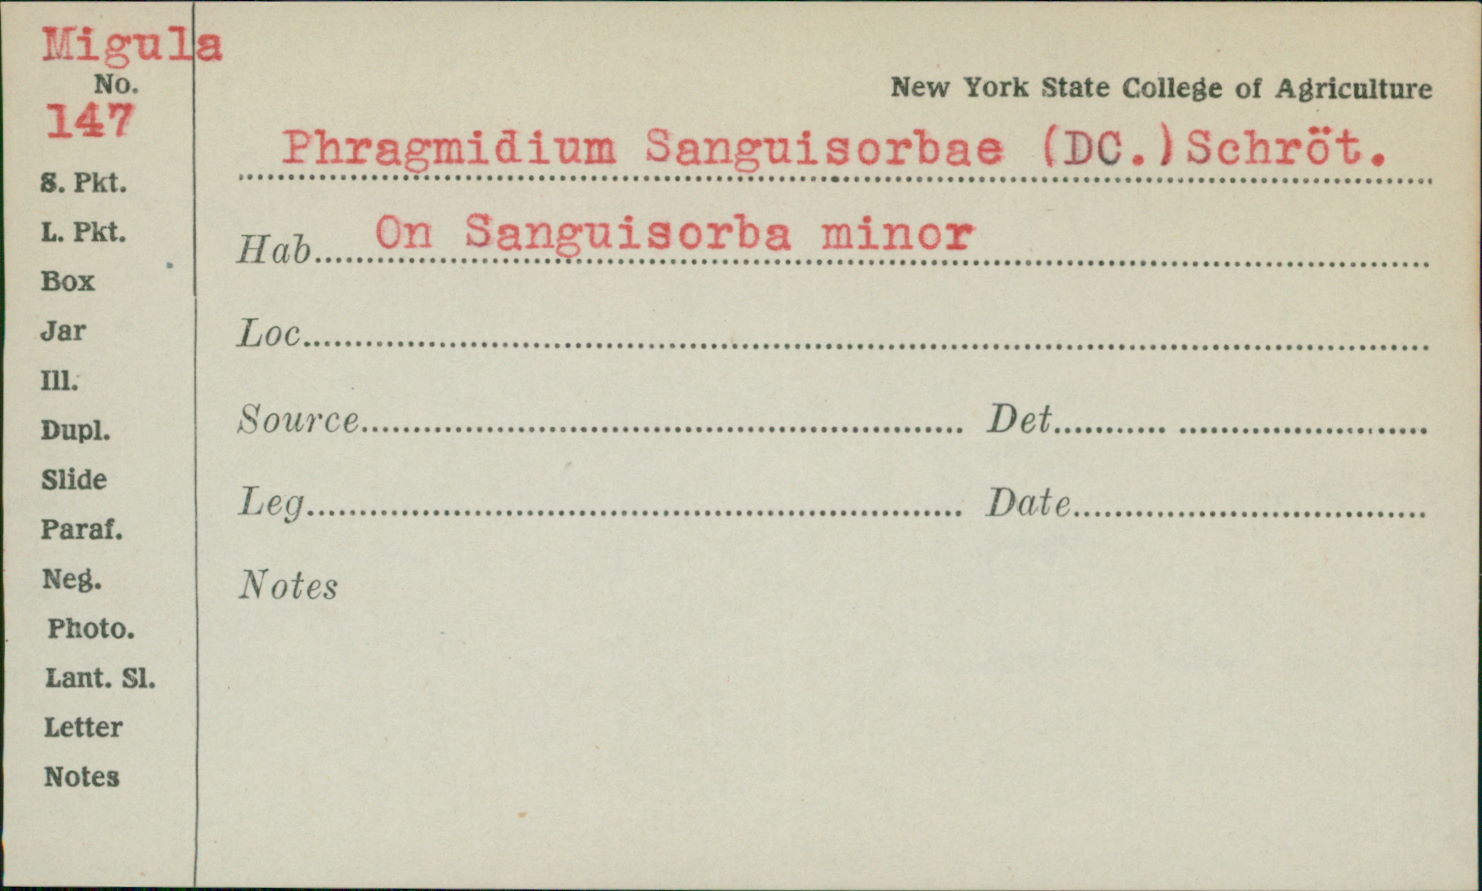 Migula
No.
147
New York State College of Agriculture
Phragmidium Sanguisorbae (DC.)Schröt.
S. Pkt.
L. Pkt.
Hab. On Sanguisorba minor
Box
Jar
Loc.
Ill.
Dupl.
Source Det.
Slide
Leg. Date
Paraf.
Neg.
Notes
Photo.
Lant. Sl.
Letter
Notes